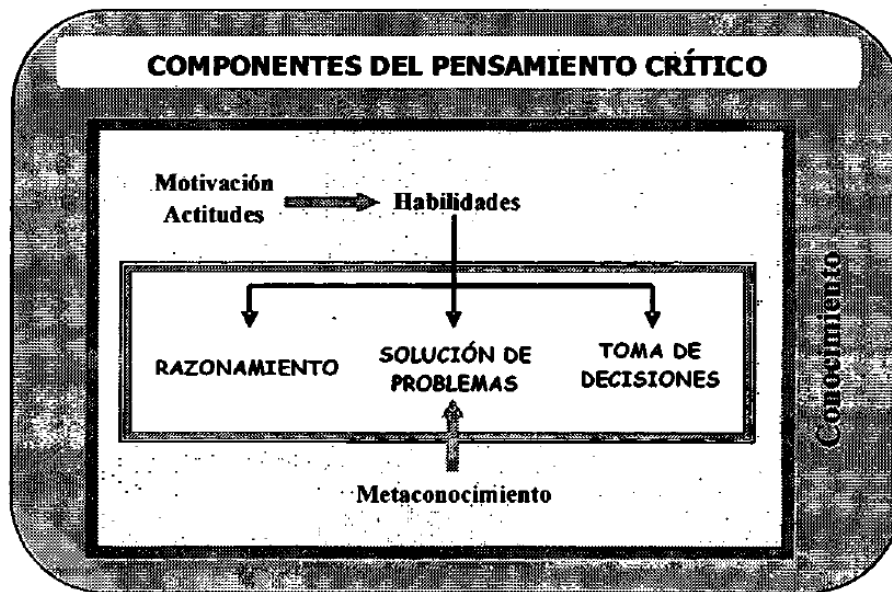 COMPONENTES DEL PENSAMIENTO CRÍTICO
Motivación
Actitudes
Habilidades
RAZONAMIENTO
SOLUCIÓN DE
PROBLEMAS
TOMA DE
DECISIONES
Metaconocimiento
Conocimiento